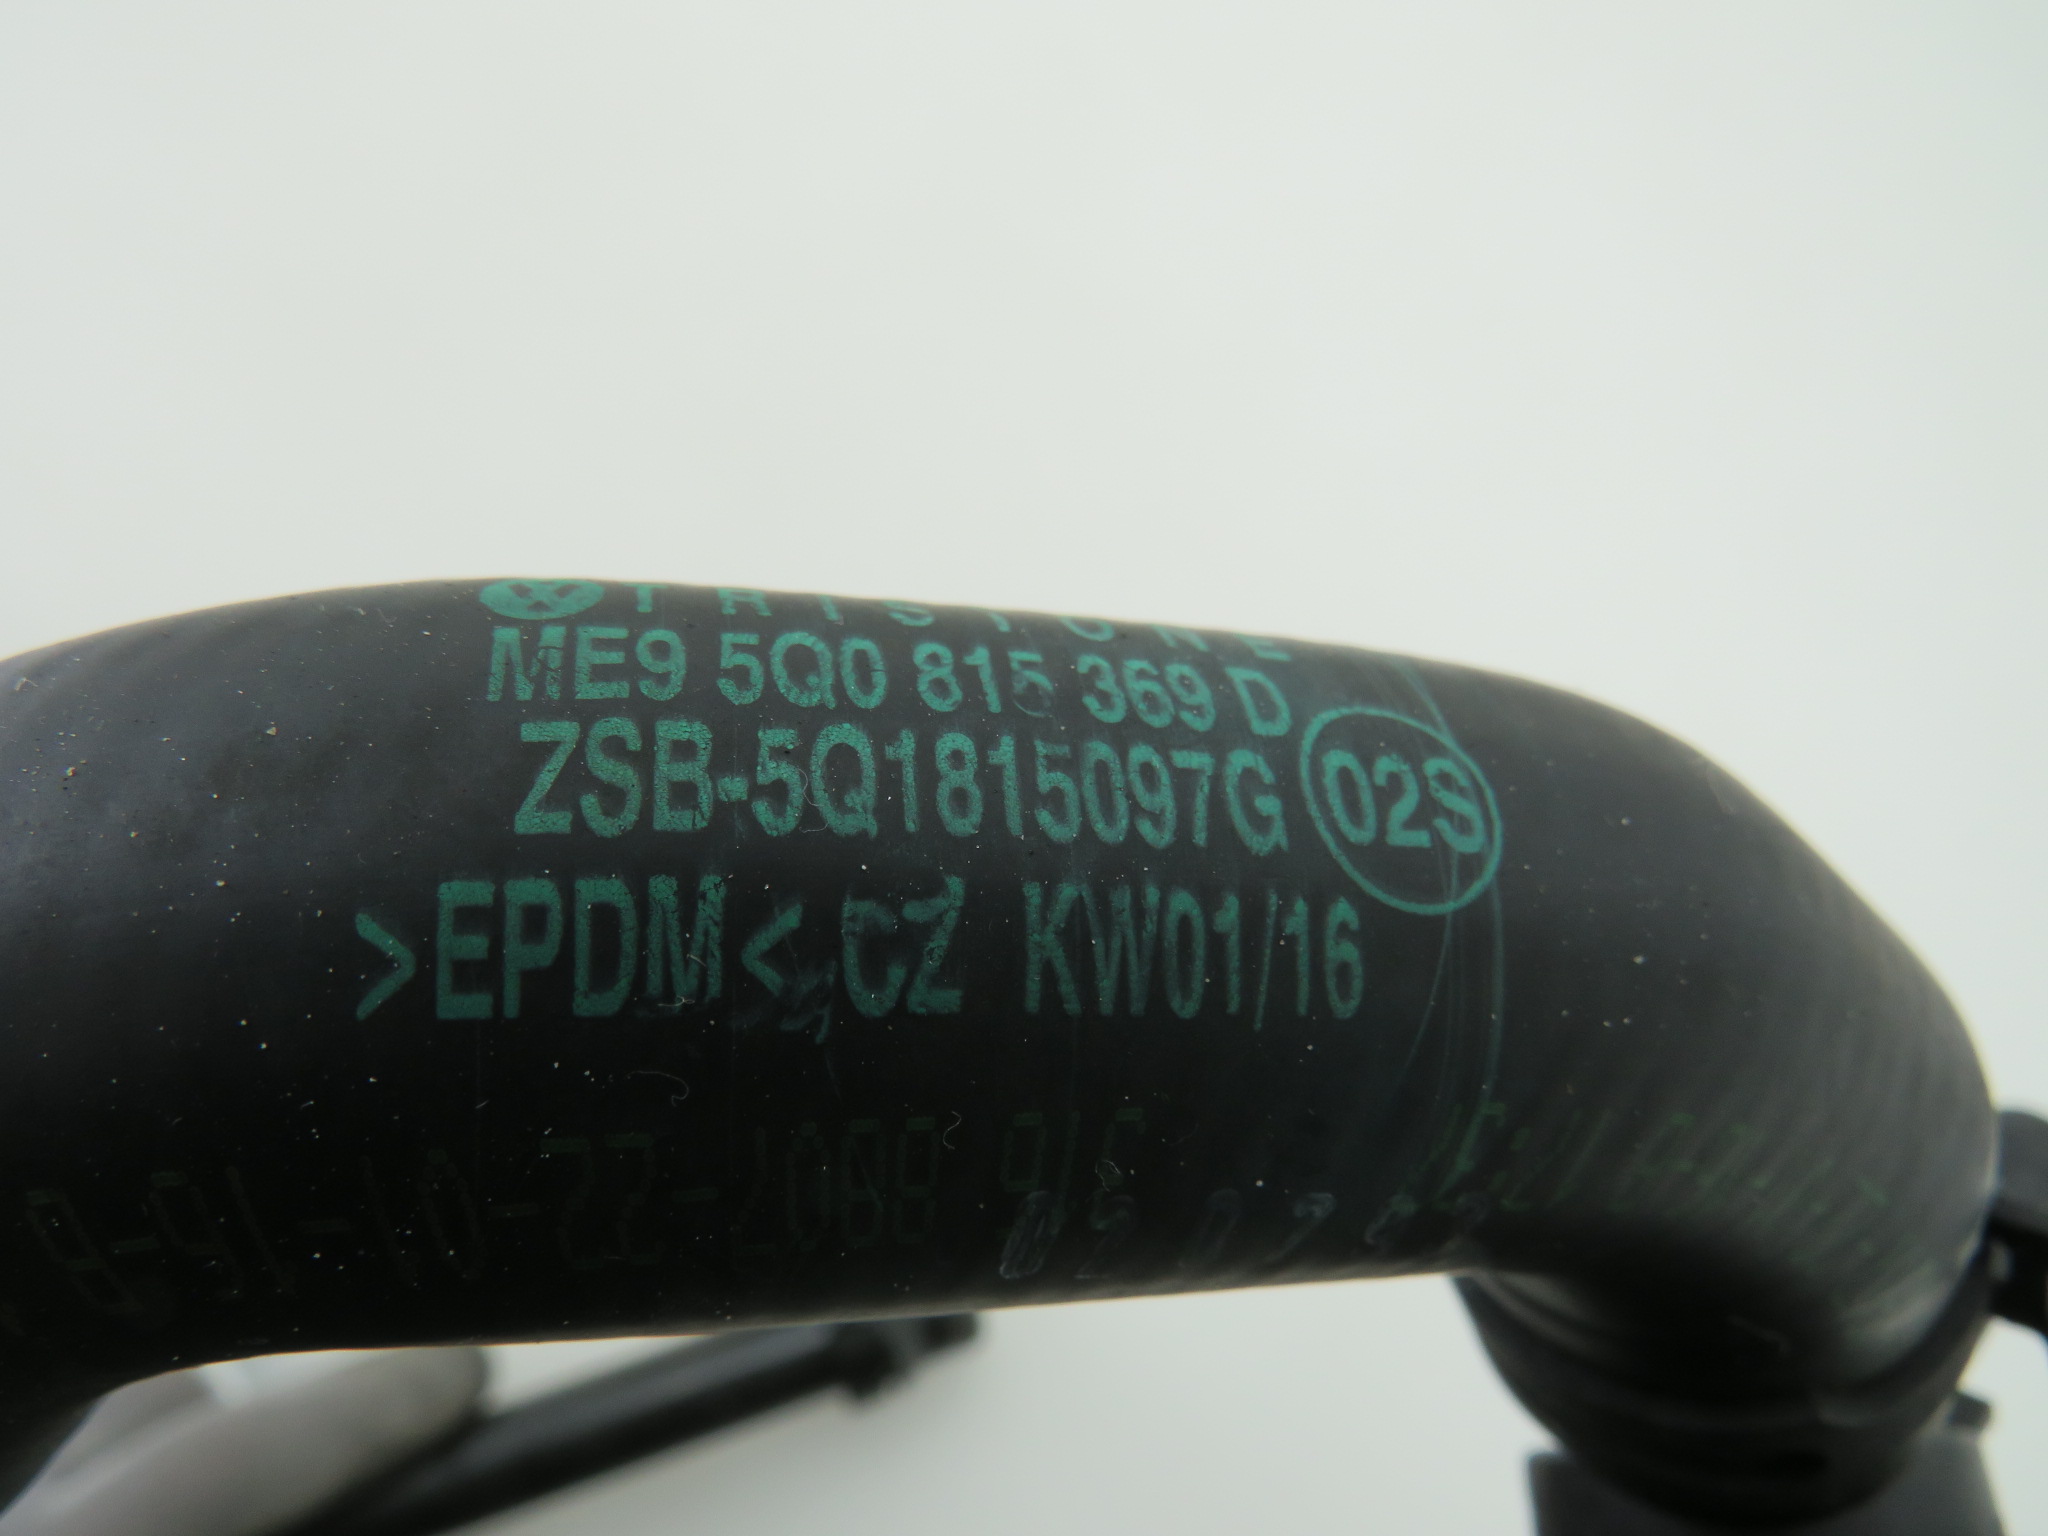 TRISTONE
ME9 5Q0 815 369 D
ZSB-5Q1815097G 02S
>EPDM< CZ KW01/16